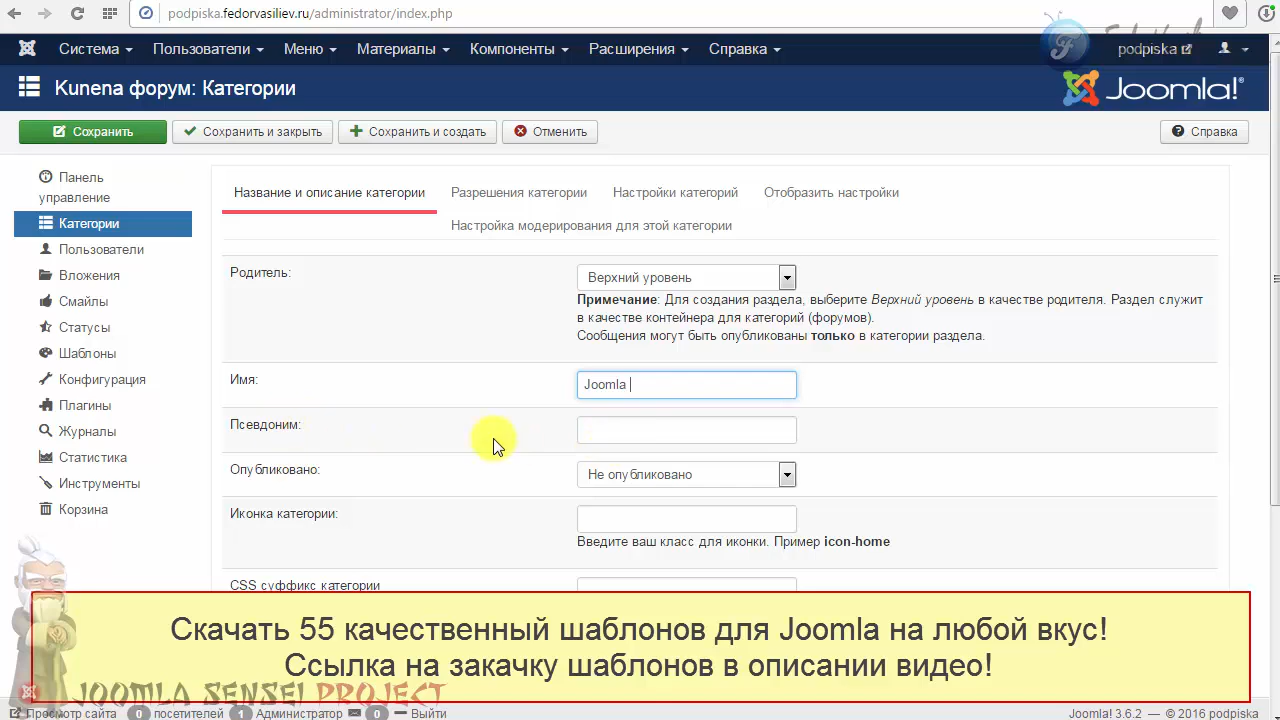 podpiska.fedorvasiliev.ru/administrator/index.php
Система Пользователи Меню Материалы Компоненты Расширения Справка podpiska
Kunena форум: Категории
Joomla!®
Сохранить Сохранить и закрыть Сохранить и создать Отменить Справка
Панель управление
Категории
Пользователи
Вложения
Смайлы
Статусы
Шаблоны
Конфигурация
Плагины
Журналы
Статистика
Инструменты
Корзина
Название и описание категории Разрешения категории Настройки категорий Отобразить настройки
Настройка модерирования для этой категории
Родитель: Верхний уровень
Примечание: Для создания раздела, выберите Верхний уровень в качестве родителя. Раздел служит
в качестве контейнера для категорий (форумов).
Сообщения могут быть опубликованы только в категории раздела.
Имя: Joomla
Псевдоним:
Опубликовано: Не опубликовано
Иконка категории:
Введите ваш класс для иконки. Пример icon-home
CSS суффикс категории
Скачать 55 качественный шаблонов для Joomla на любой вкус!
Ссылка на закачку шаблонов в описании видео!
JOOMLA SENSEI PROJECT
Просмотр сайта 0 посетителей 1 Администратор 0 Выйти
Joomla! 3.6.2 — © 2016 podpiska